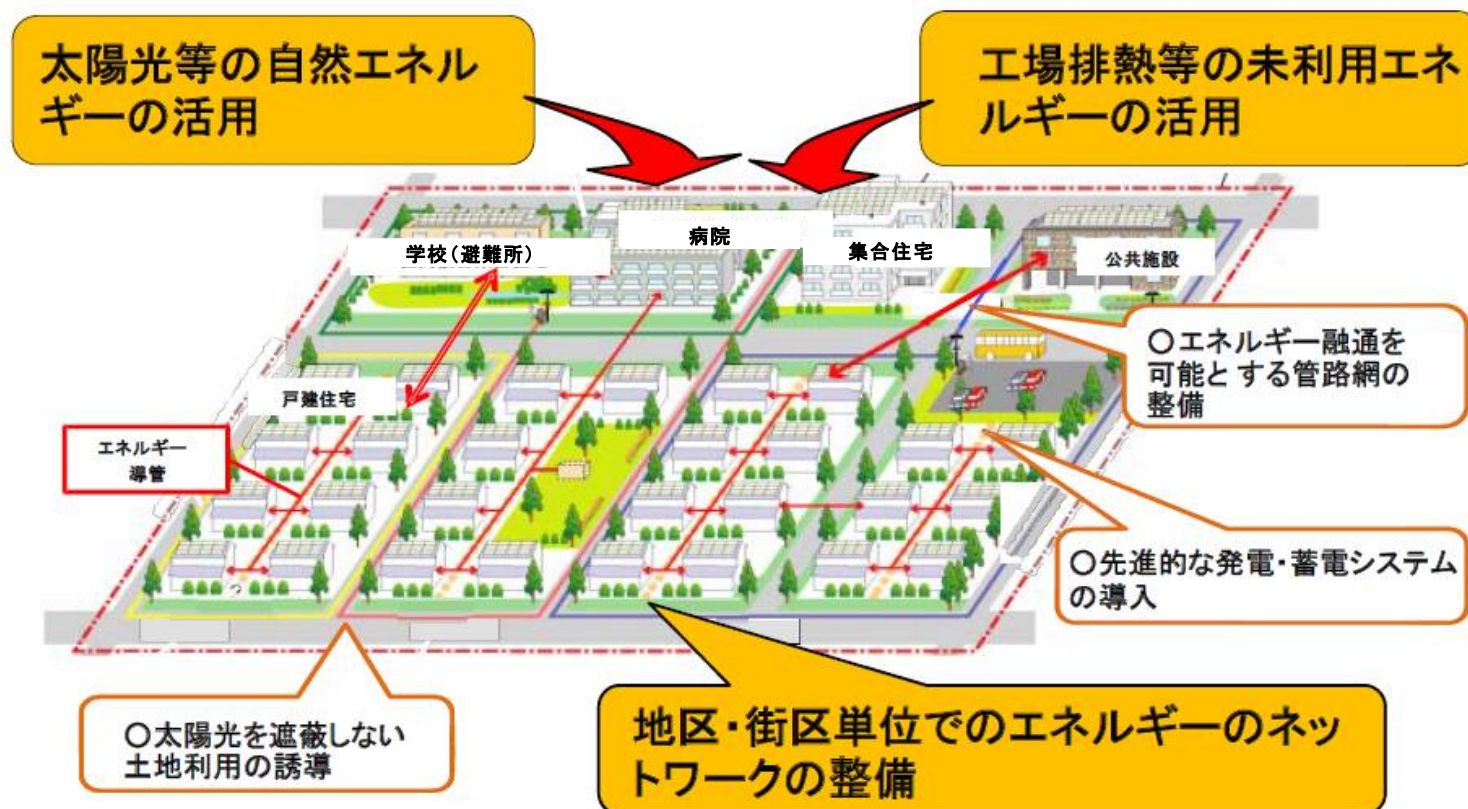 太陽光等の自然エネル
ギーの活用
工場排熱等の未利用エネ
ルギーの活用
学校(避難所)
病院
集合住宅
公共施設
○エネルギー融通を
可能とする管路網の
整備
戸建住宅
エネルギー
導管
○先進的な発電・蓄電システム
の導入
○太陽光を遮蔽しない
土地利用の誘導
地区・街区単位でのエネルギーのネッ
トワークの整備